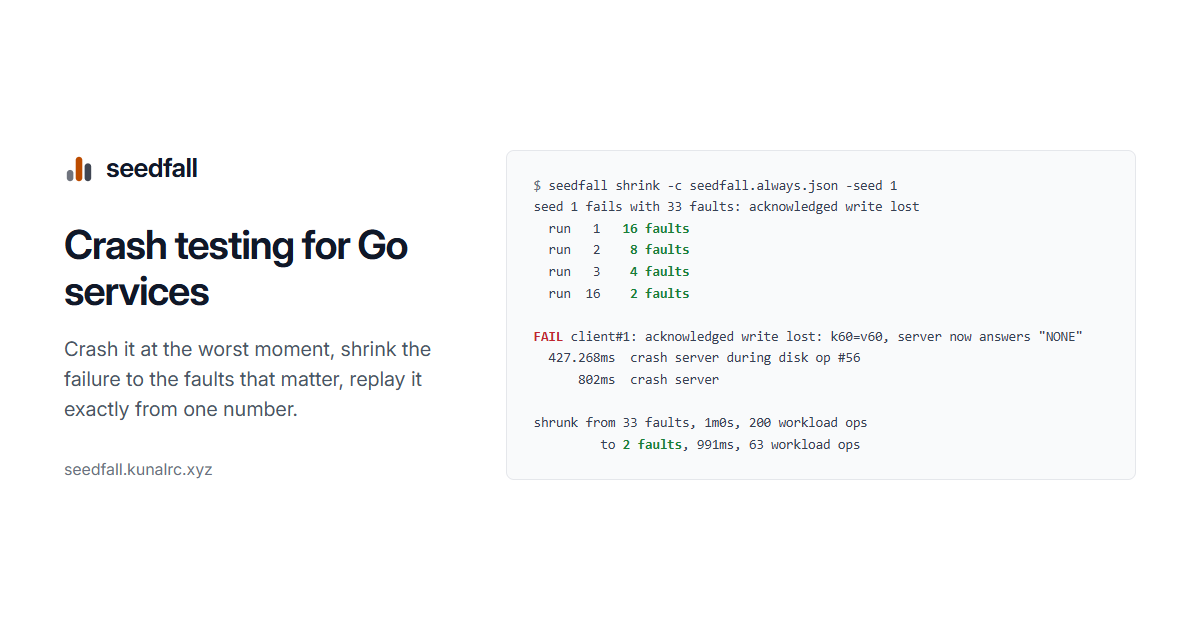 seedfall
Crash testing for Go
services
Crash it at the worst moment, shrink the
failure to the faults that matter, replay it
exactly from one number.
seedfall.kunalrc.xyz
$ seedfall shrink -c seedfall.always.json -seed 1
seed 1 fails with 33 faults: acknowledged write lost
  run   1   16 faults
  run   2    8 faults
  run   3    4 faults
  run  16    2 faults
FAIL client#1: acknowledged write lost: k60=v60, server now answers "NONE"
  427.268ms  crash server during disk op #56
      802ms  crash server
shrunk from 33 faults, 1m0s, 200 workload ops
         to 2 faults, 991ms, 63 workload ops